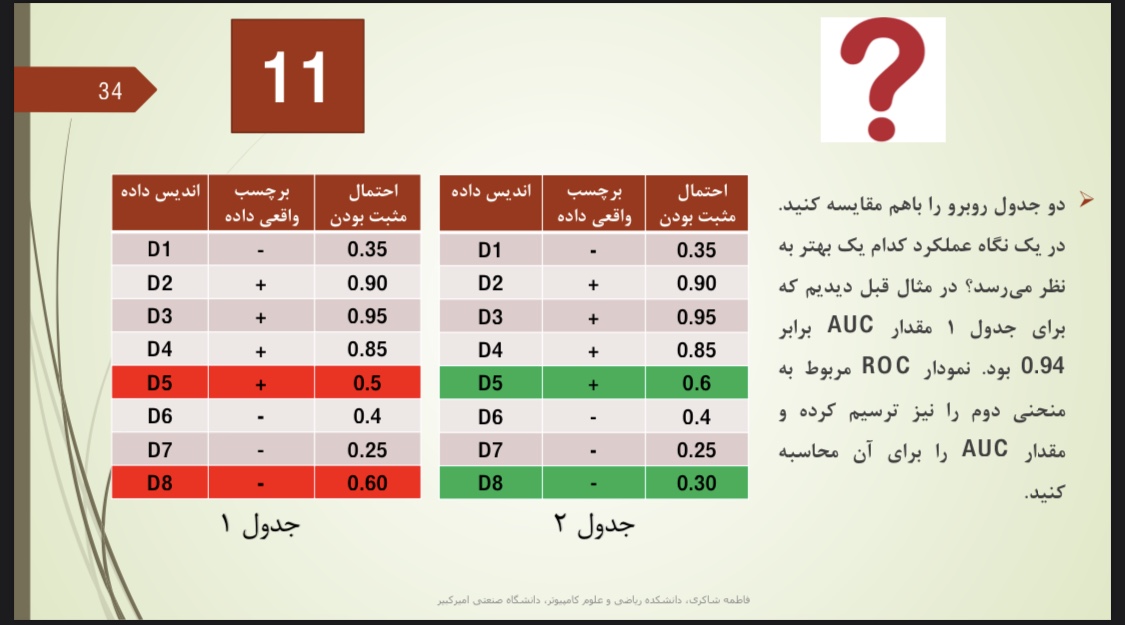 34
11
دو جدول روبرو را باهم مقایسه کنید.
در یک نگاه عملکرد کدام یک بهتر به
نظر می‌رسد؟ در مثال قبل دیدیم که
برای جدول ۱ مقدار AUC برابر
0.94 بود. نمودار ROC مربوط به
منحنی دوم را نیز ترسیم کرده و
مقدار AUC را برای آن محاسبه
کنید.
اندیس داده برچسب واقعی داده احتمال مثبت بودن
D1 - 0.35
D2 + 0.90
D3 + 0.95
D4 + 0.85
D5 + 0.6
D6 - 0.4
D7 - 0.25
D8 - 0.30
جدول ۲
اندیس داده برچسب واقعی داده احتمال مثبت بودن
D1 - 0.35
D2 + 0.90
D3 + 0.95
D4 + 0.85
D5 + 0.5
D6 - 0.4
D7 - 0.25
D8 - 0.60
جدول ۱
فاطمه شاکری، دانشکده ریاضی و علوم کامپیوتر، دانشگاه صنعتی امیرکبیر